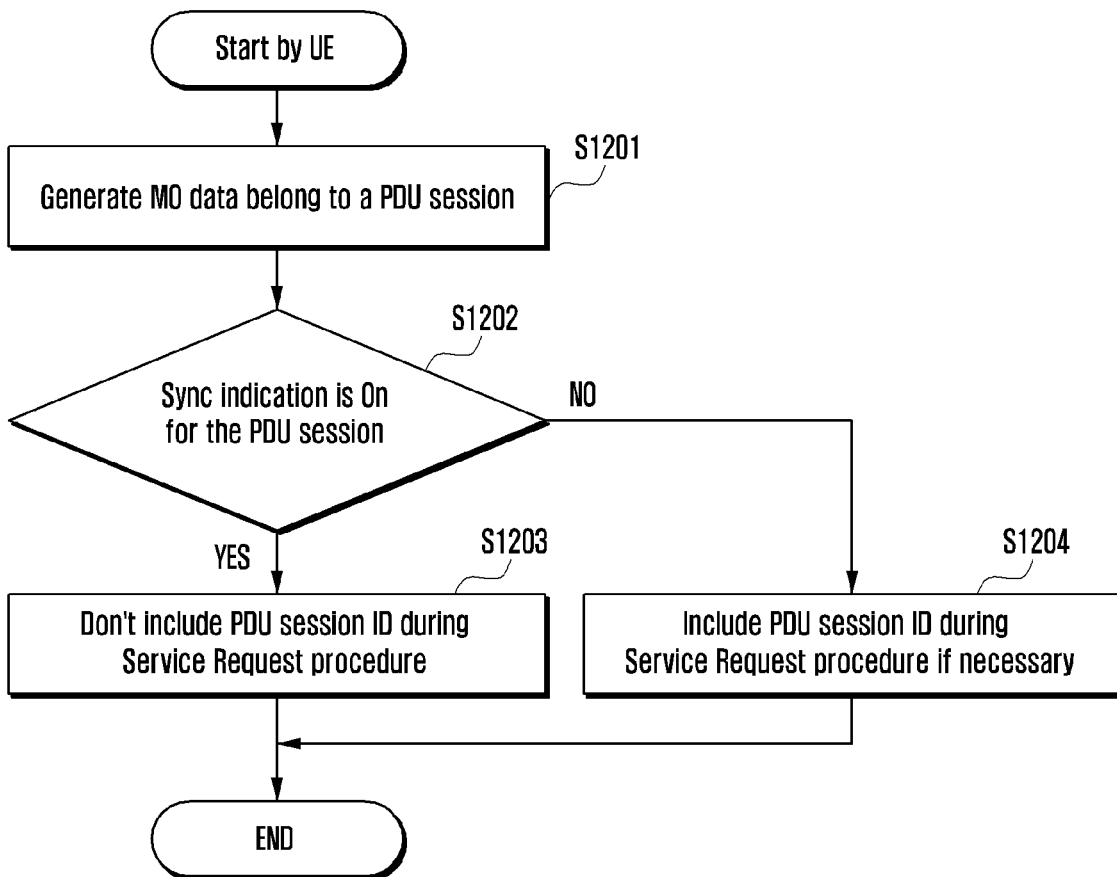 Start by UE
S1201
Generate MO data belong to a PDU session
S1202
Sync indication is On
for the PDU session
NO
YES
S1203
S1204
Don't include PDU session ID during
Service Request procedure
Include PDU session ID during
Service Request procedure if necessary
END